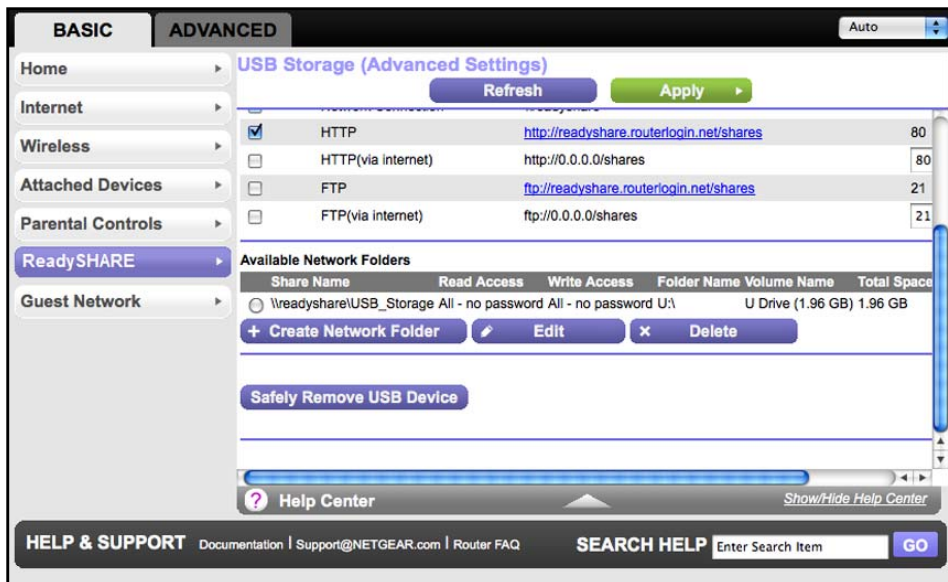 BASIC ADVANCED Auto
Home
Internet
Wireless
Attached Devices
Parental Controls
ReadySHARE
Guest Network
USB Storage (Advanced Settings)
Refresh Apply
HTTP http://readyshare.routerlogin.net/shares 80
HTTP(via internet) http://0.0.0.0/shares 80
FTP ftp://readyshare.routerlogin.net/shares 21
FTP(via internet) ftp://0.0.0.0/shares 21
Available Network Folders
Share Name Read Access Write Access Folder Name Volume Name Total Space
\\readyshare\USB_Storage All - no password All - no password U:\ U Drive (1.96 GB) 1.96 GB
+ Create Network Folder Edit × Delete
Safely Remove USB Device
? Help Center Show/Hide Help Center
HELP & SUPPORT Documentation | Support@NETGEAR.com | Router FAQ SEARCH HELP Enter Search Item GO